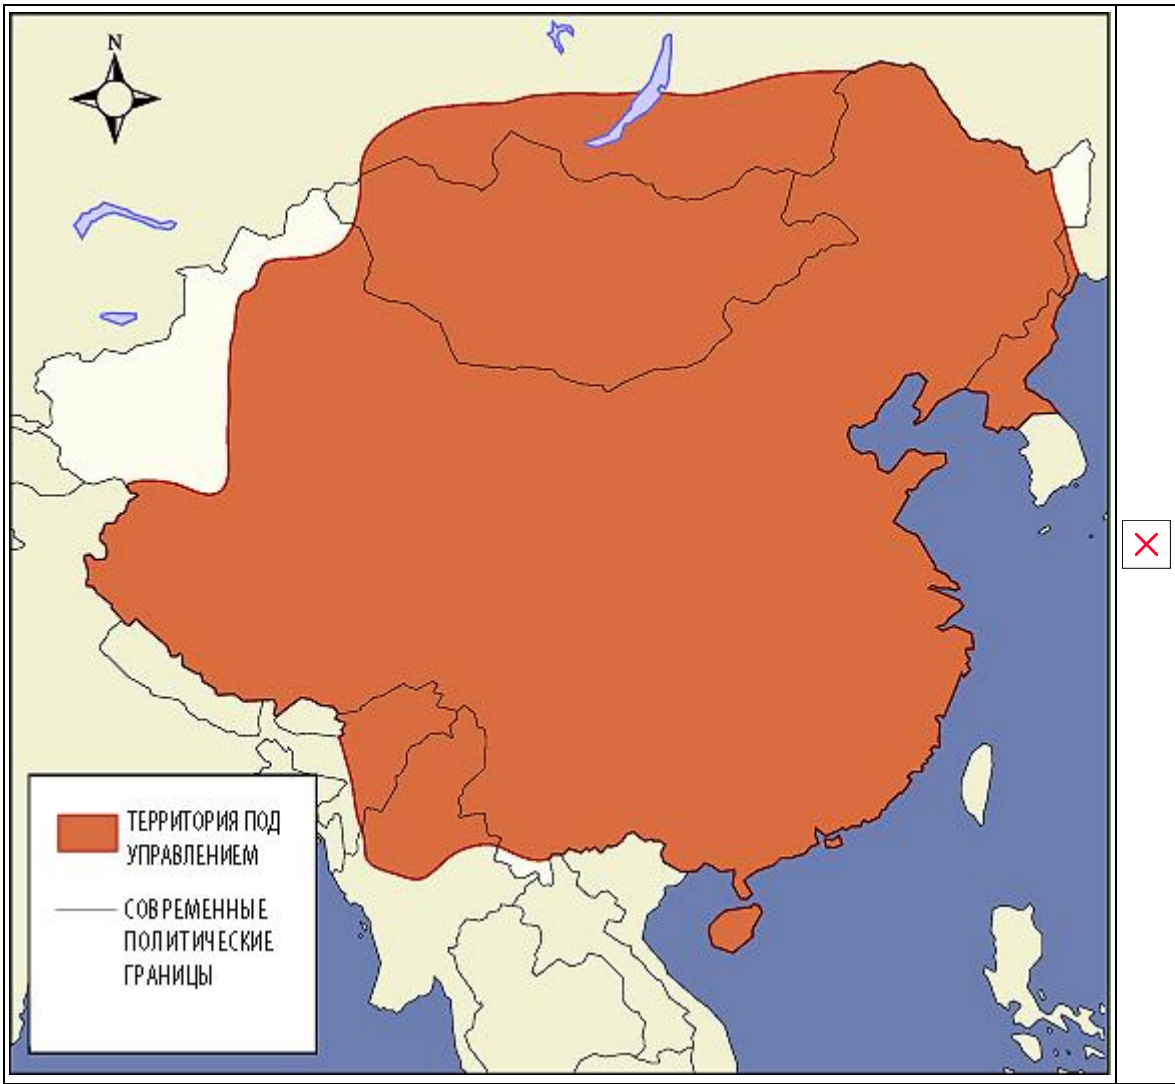 N
ТЕРРИТОРИЯ ПОД
УПРАВЛЕНИЕМ
СОВРЕМЕННЫЕ
ПОЛИТИЧЕСКИЕ
ГРАНИЦЫ